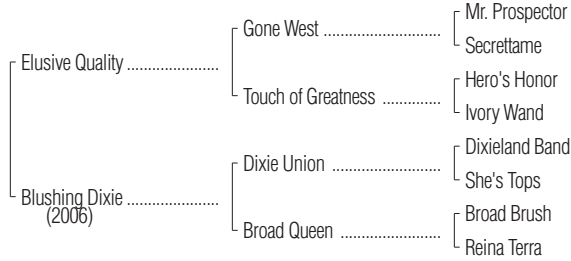 Mr. Prospector
Gone West ......................................
Secrettame
Elusive Quality .......................
Hero's Honor
Touch of Greatness ..............
Ivory Wand
Dixieland Band
Dixie Union ...........................
She's Tops
Blushing Dixie .......................
(2006)
Broad Brush
Broad Queen .........................
Reina Terra